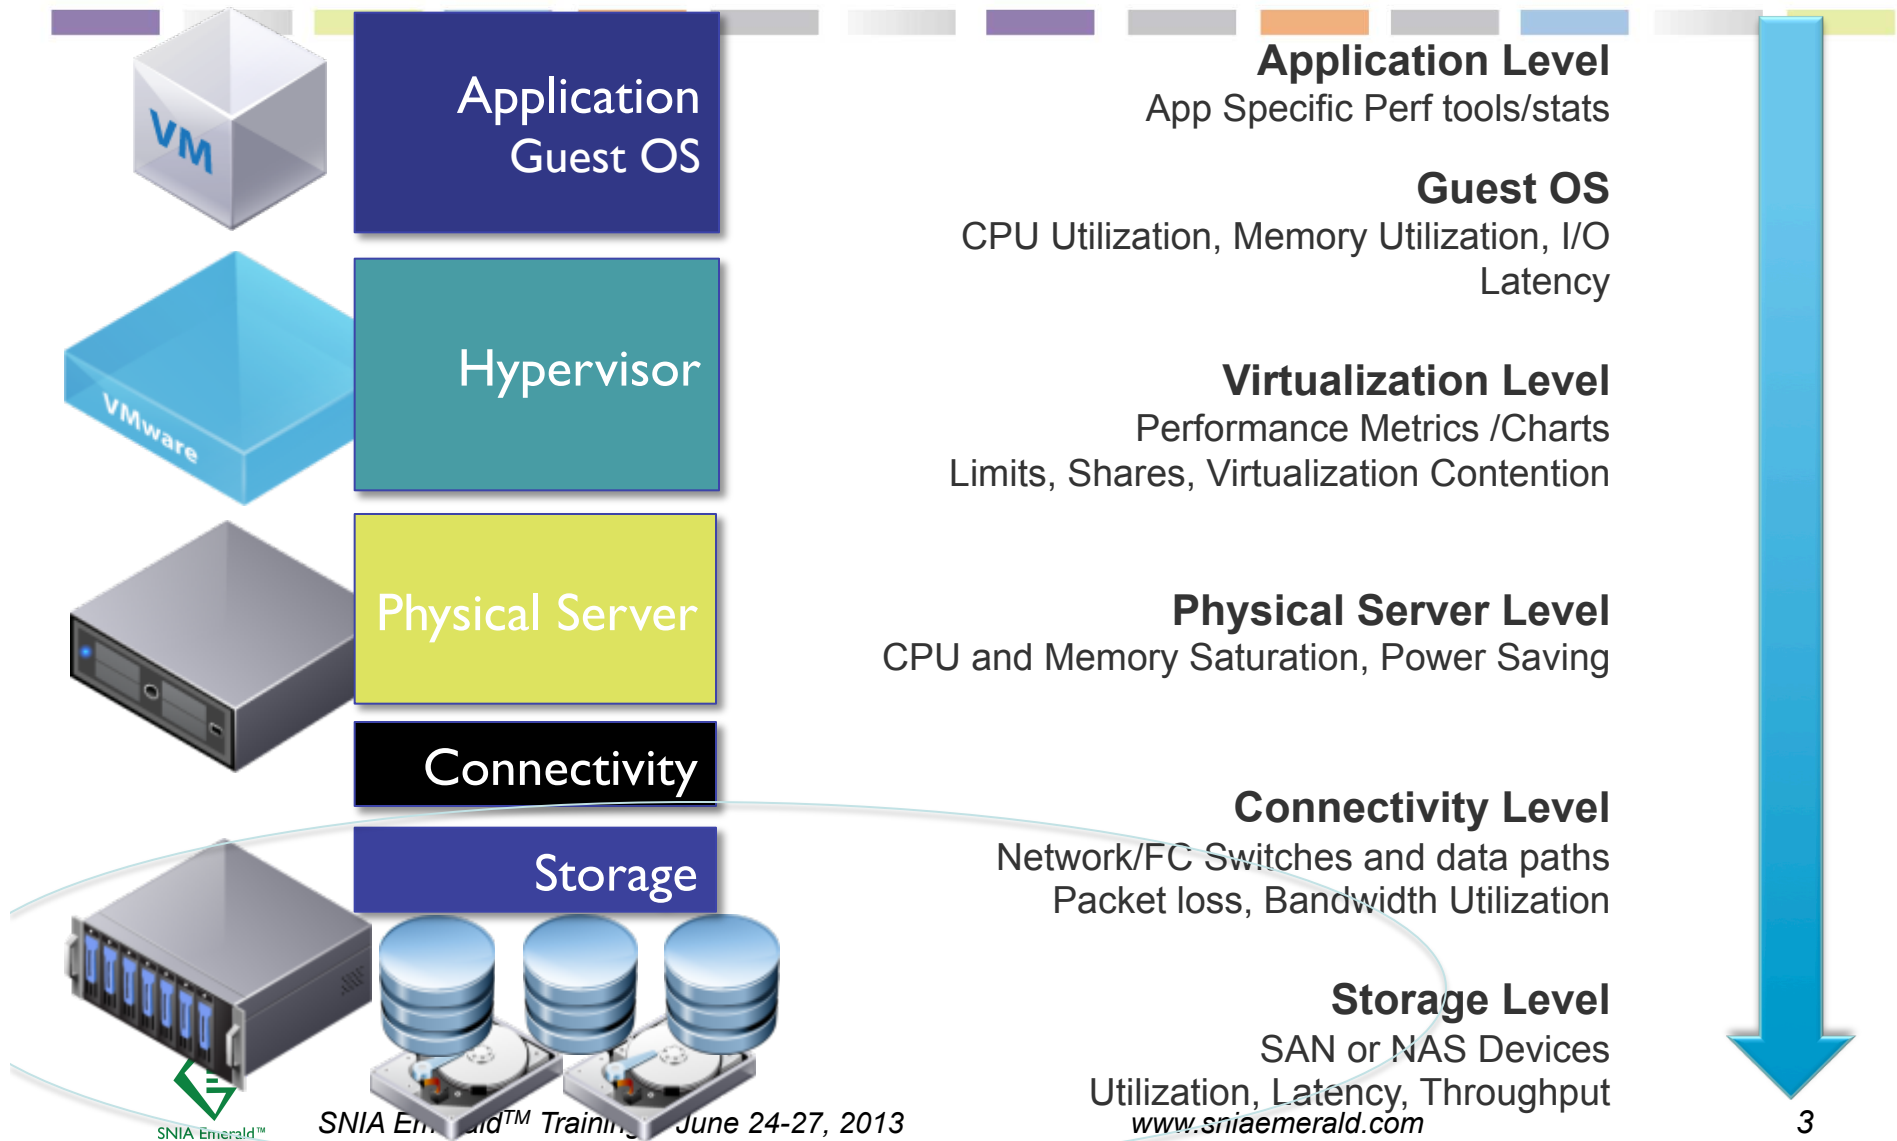 VM
Application
Guest OS
VMware
Hypervisor
Physical Server
Connectivity
Storage
Application Level
App Specific Perf tools/stats
Guest OS
CPU Utilization, Memory Utilization, I/O
Latency
Virtualization Level
Performance Metrics /Charts
Limits, Shares, Virtualization Contention
Physical Server Level
CPU and Memory Saturation, Power Saving
Connectivity Level
Network/FC Switches and data paths
Packet loss, Bandwidth Utilization
Storage Level
SAN or NAS Devices
Utilization, Latency, Throughput
SNIA Emerald™
SNIA Emerald™ Training June 24-27, 2013
www.sniaemerald.com
3